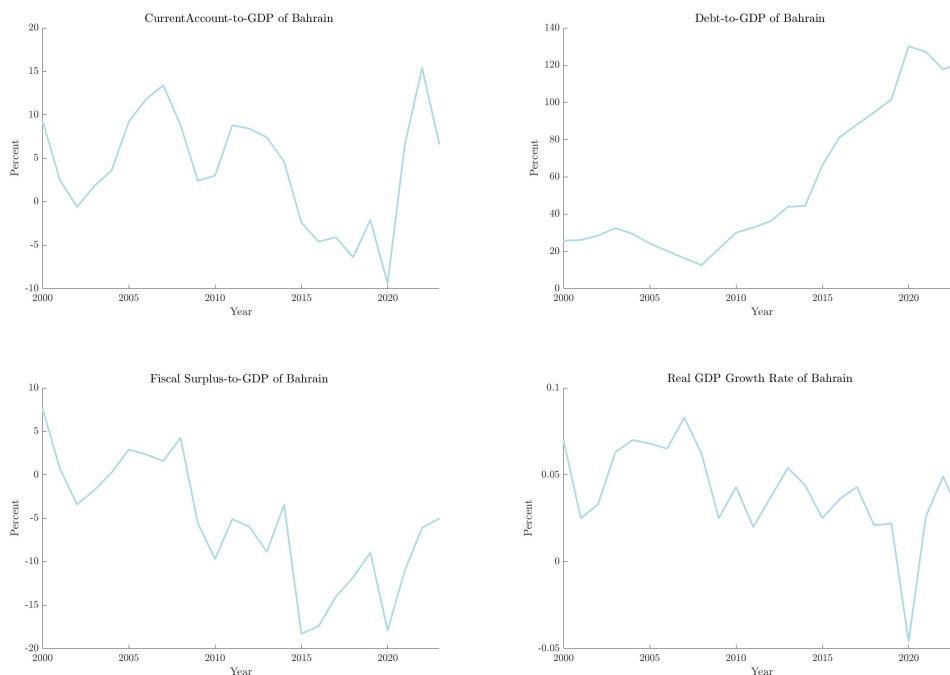 CurrentAccount-to-GDP of Bahrain
20
15
10
5
0
-5
-10
Percent
2000 2005 2010 2015 2020
Year
Debt-to-GDP of Bahrain
140
120
100
80
60
40
20
0
Percent
2000 2005 2010 2015 2020
Year
Fiscal Surplus-to-GDP of Bahrain
10
5
0
-5
-10
-15
-20
Percent
2000 2005 2010 2015 2020
Year
Real GDP Growth Rate of Bahrain
0.1
0.05
0
-0.05
Percent
2000 2005 2010 2015 2020
Year